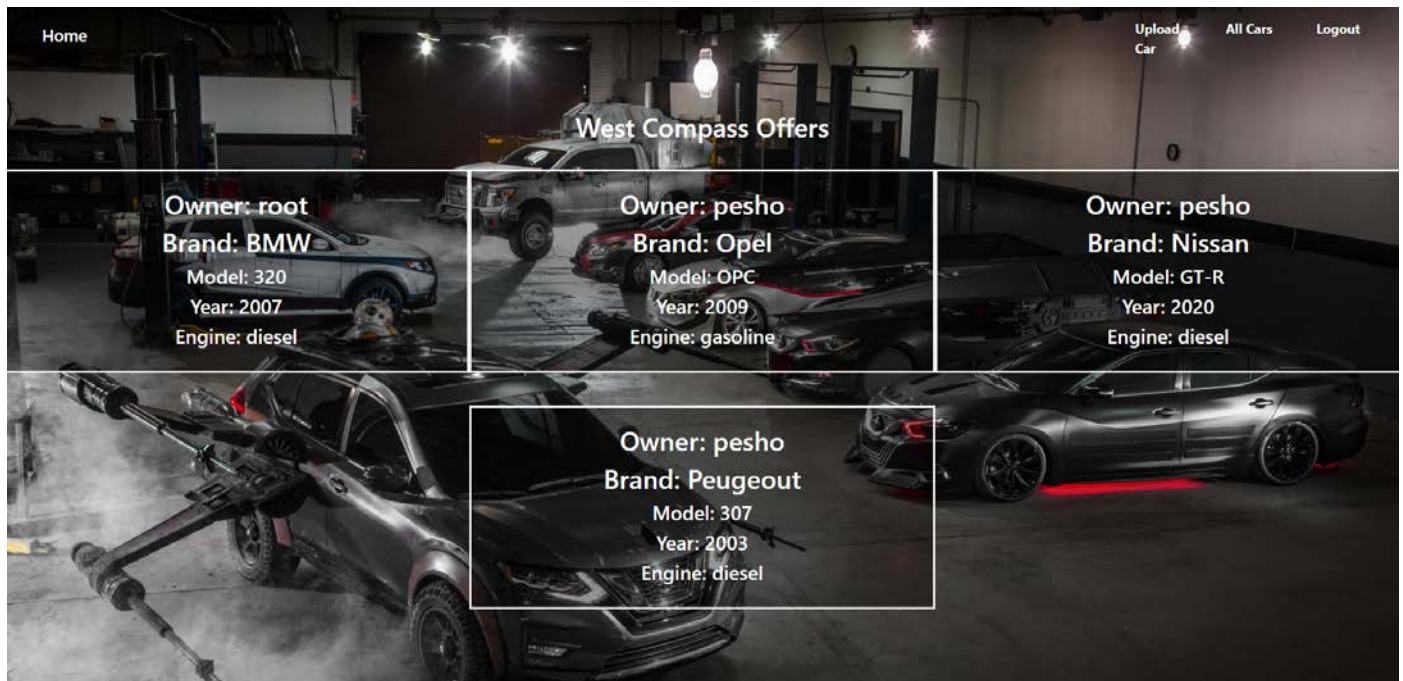 Home
Upload
Car
All Cars
Logout
West Compass Offers
Owner: root
Brand: BMW
Model: 320
Year: 2007
Engine: diesel
Owner: pesho
Brand: Opel
Model: OPC
Year: 2009
Engine: gasoline
Owner: pesho
Brand: Nissan
Model: GT-R
Year: 2020
Engine: diesel
Owner: pesho
Brand: Peugeout
Model: 307
Year: 2003
Engine: diesel